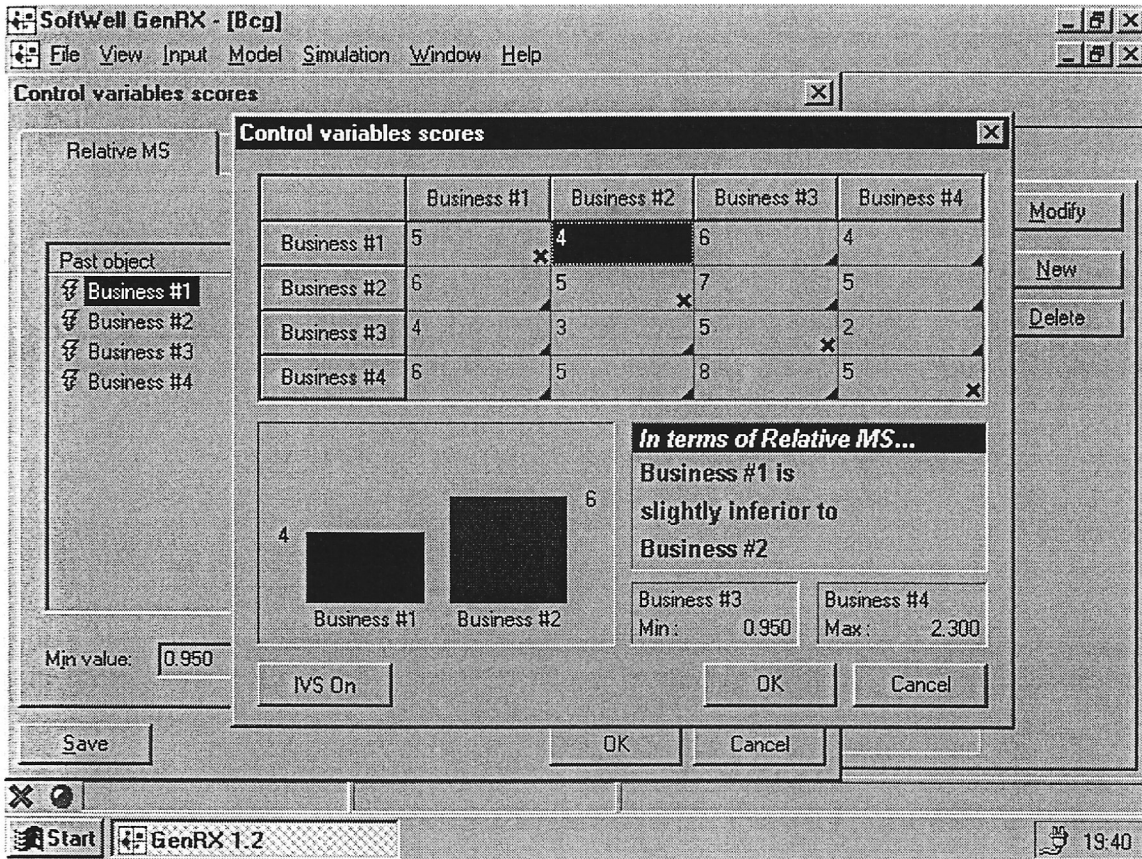 SoftWell GenRX - [Bcg]
File View Input Model Simulation Window Help
Control variables scores
Relative MS
Control variables scores
Business #1 Business #2 Business #3 Business #4
Business #1 5 4 6 4
Business #2 6 5 7 5
Business #3 4 3 5 2
Business #4 6 5 8 5
Modify
New
Delete
Past object
Business #1
Business #2
Business #3
Business #4
4
6
Business #1 Business #2
In terms of Relative MS...
Business #1 is
slightly inferior to
Business #2
Business #3
Min : 0.950
Business #4
Max : 2.300
Min value: 0.950
IVS On OK Cancel
Save OK Cancel
Start GenRX 1.2 19:40